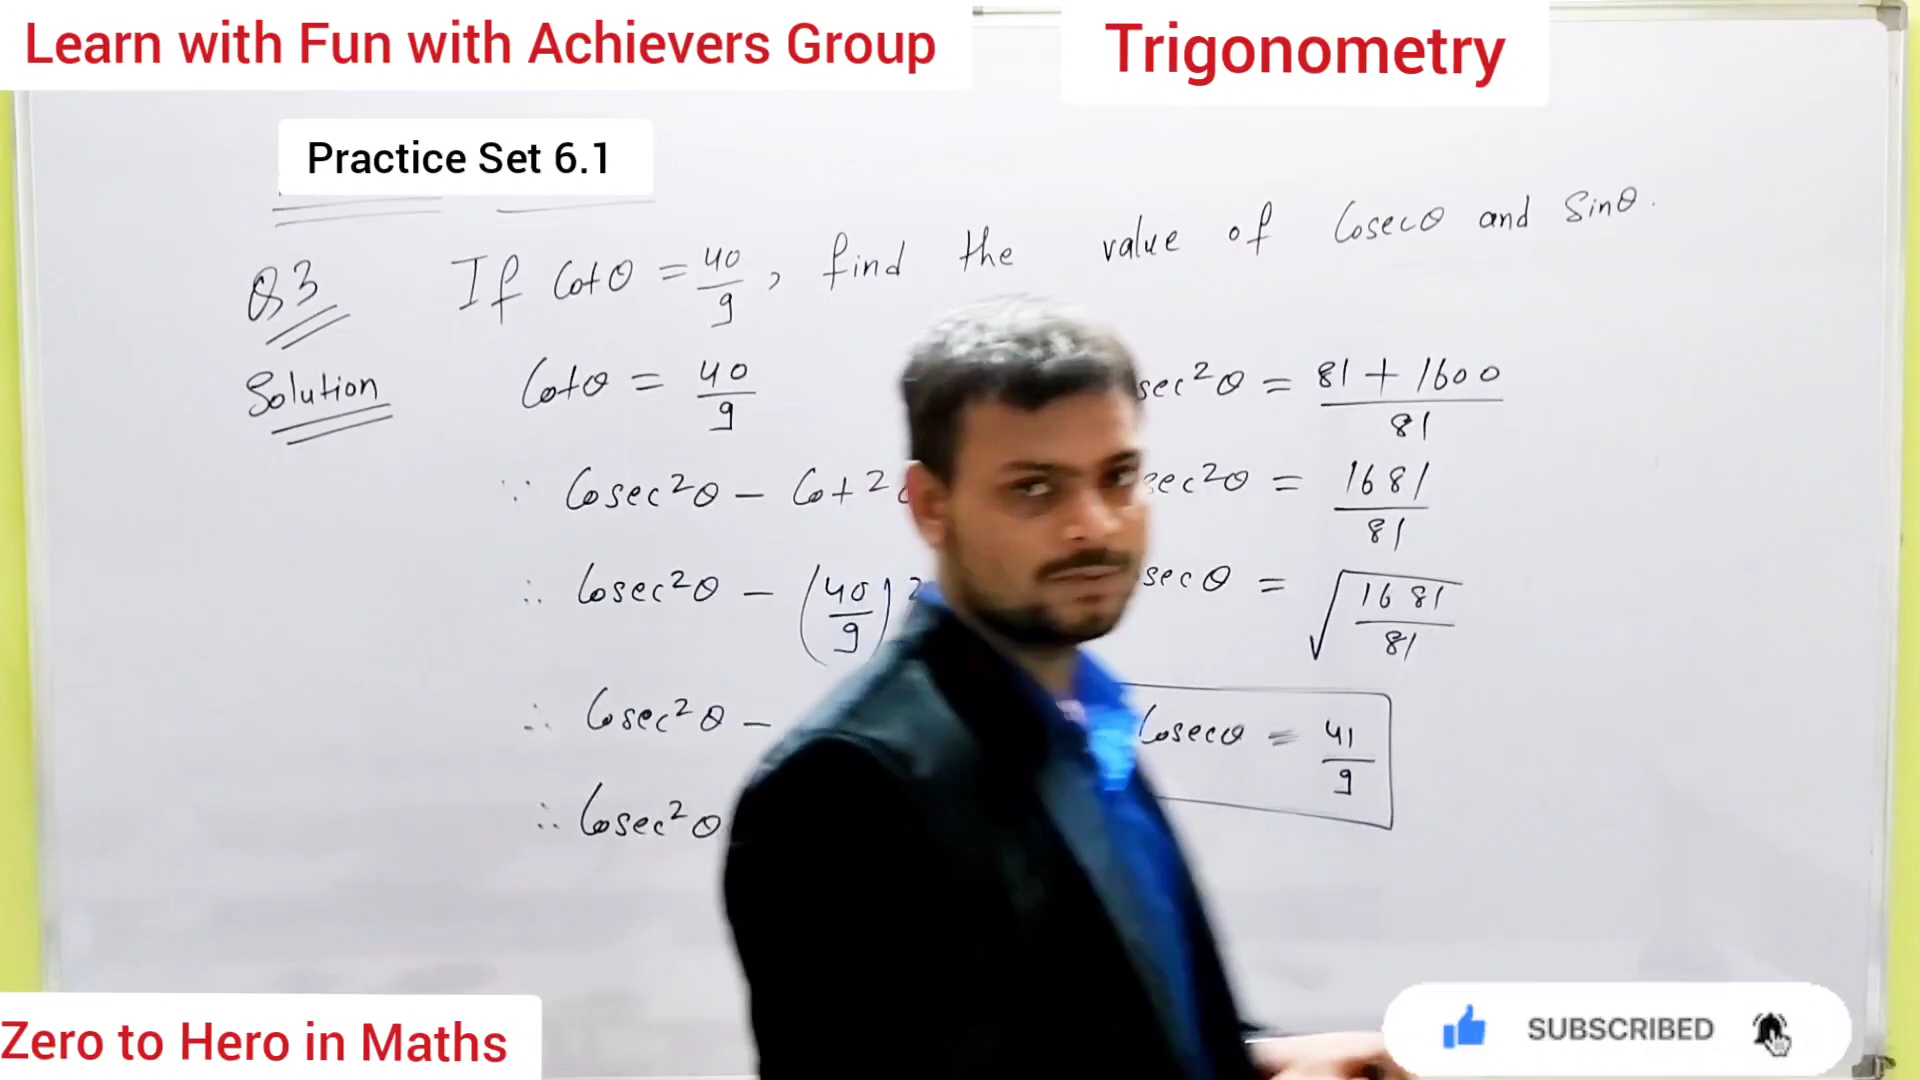 Learn with Fun with Achievers Group
Trigonometry
Practice Set 6.1
Q3 If Cotθ = 40/9, find the value of Cosecθ and Sinθ.
Solution Cotθ = 40/9
∵ Cosec²θ - Cot²
∴ Cosec²θ - (40/9)²
∴ Cosec²θ -
∴ Cosec²θ
sec²θ = 81 + 1600/81
sec²θ = 1681/81
secθ = √1681/81
Cosecθ = 41/9
Zero to Hero in Maths
SUBSCRIBED